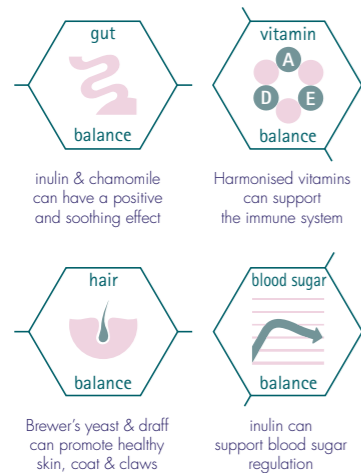 gut
balance
inulin & chamomile
can have a positive
and soothing effect
vitamin
A
D E
balance
Harmonised vitamins
can support
the immune system
hair
balance
Brewer's yeast & draff
can promote healthy
skin, coat & claws
blood sugar
balance
inulin can
support blood sugar
regulation